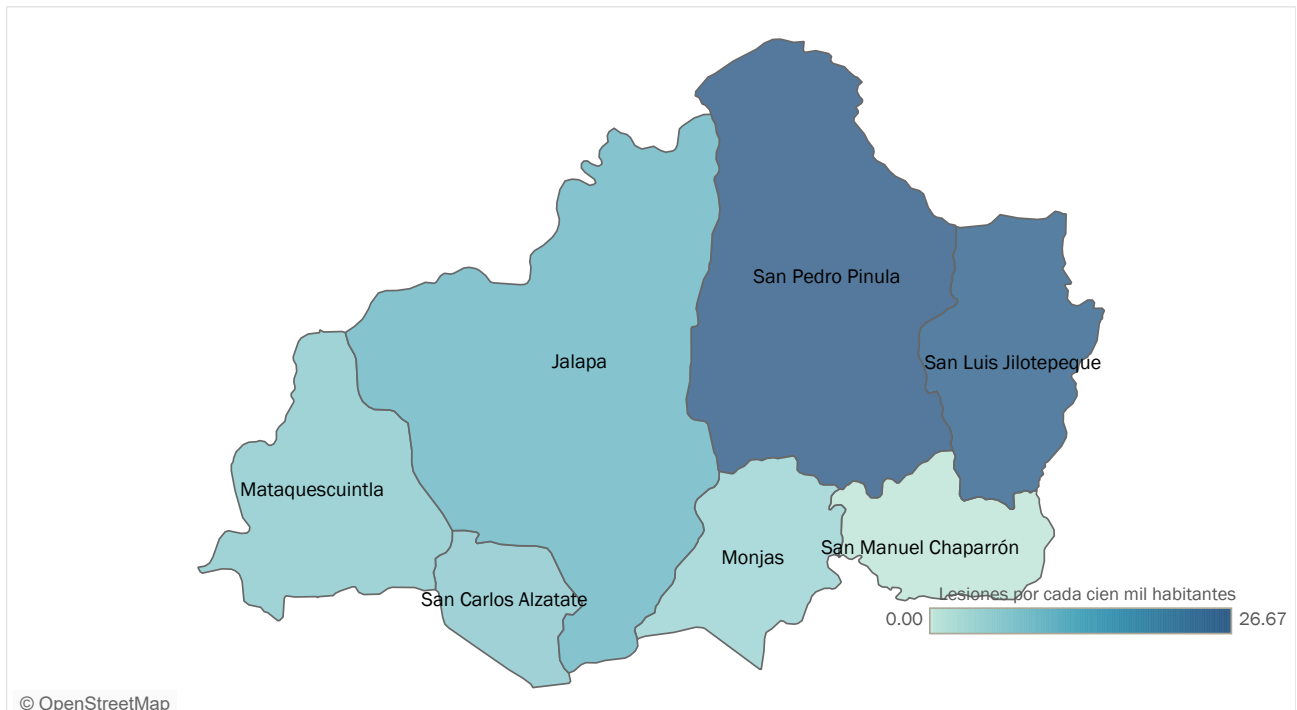 San Pedro Pinula
Jalapa
San Luis Jilotepeque
Mataquescuintla
San Manuel Chaparrón
Monjas
San Carlos Alzatate
Lesiones por cada cien mil habitantes
0.00
26.67
© OpenStreetMap